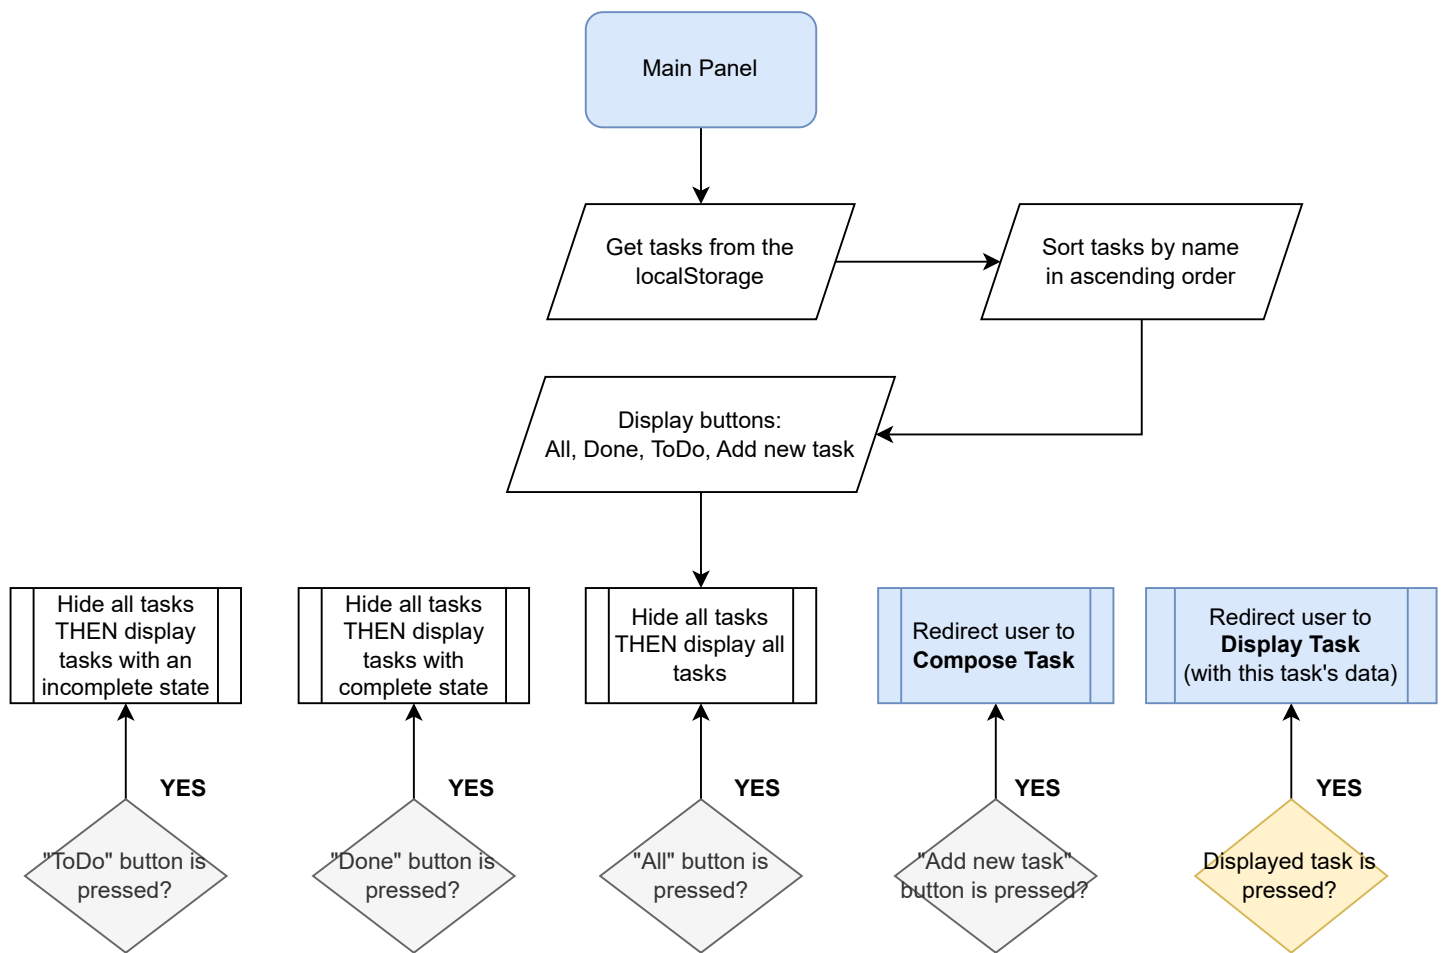 Main Panel
Get tasks from the
localStorage
Sort tasks by name
in ascending order
Display buttons:
All, Done, ToDo, Add new task
Hide all tasks
THEN display
tasks with an
incomplete state
Hide all tasks
THEN display
tasks with
complete state
Hide all tasks
THEN display all
tasks
Redirect user to
Compose Task
Redirect user to
Display Task
(with this task's data)
YES
YES
YES
YES
YES
"ToDo" button is
pressed?
"Done" button is
pressed?
"All" button is
pressed?
"Add new task"
button is pressed?
Displayed task is
pressed?